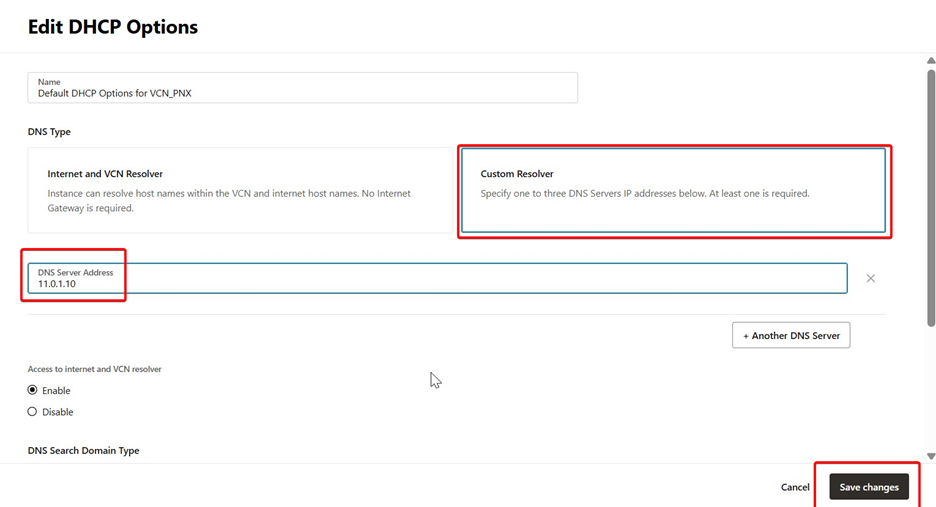 Edit DHCP Options
Name
Default DHCP Options for VCN_PNX
DNS Type
Internet and VCN Resolver
Instance can resolve host names within the VCN and internet host names. No Internet
Gateway is required.
Custom Resolver
Specify one to three DNS Servers IP addresses below. At least one is required.
DNS Server Address
11.0.1.10
+ Another DNS Server
Access to internet and VCN resolver
Enable
Disable
DNS Search Domain Type
Cancel
Save changes